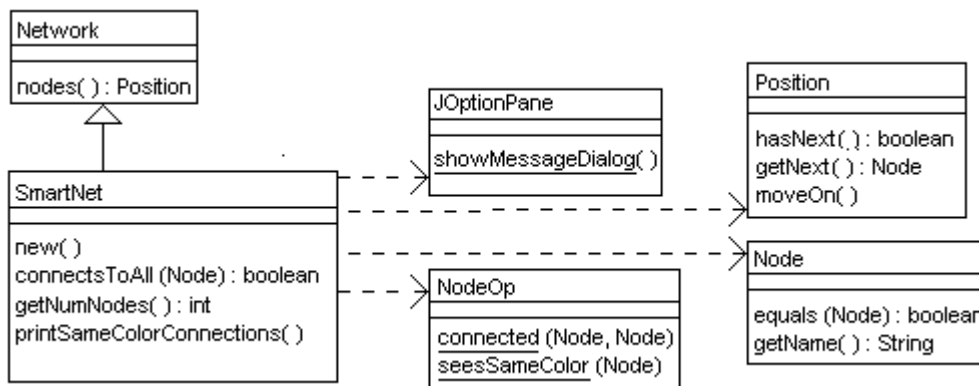 Network
nodes( ) : Position
SmartNet
new( )
connectsToAll (Node) : boolean
getNumNodes( ) : int
printSameColorConnections( )
JOptionPane
showMessageDialog( )
NodeOp
connected (Node, Node)
seesSameColor (Node)
Position
hasNext( ) : boolean
getNext( ) : Node
moveOn( )
Node
equals (Node) : boolean
getName( ) : String